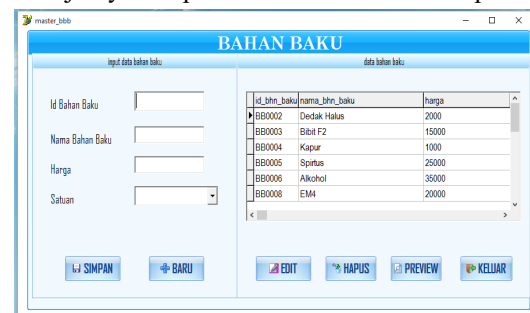 master_bbb
BAHAN BAKU
input data bahan baku
data bahan baku
Id Bahan Baku
Nama Bahan Baku
Harga
Satuan
SIMPAN
BARU
id_bhn_baku nama_bhn_baku harga
BB0002 Dedak Halus 2000
BB0003 Bibit F2 15000
BB0004 Kapur 1000
BB0005 Spirtus 25000
BB0006 Alkohol 35000
BB0008 EM4 20000
EDIT
HAPUS
PREVIEW
KELUAR